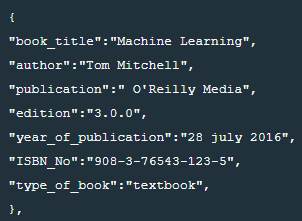 {
"book_title":"Machine Learning",
"author":"Tom Mitchell",
"publication":" O'Reilly Media",
"edition":"3.0.0",
"year_of_publication":"28 july 2016",
"ISBN_No":"908-3-76543-123-5",
"type_of_book":"textbook",
},